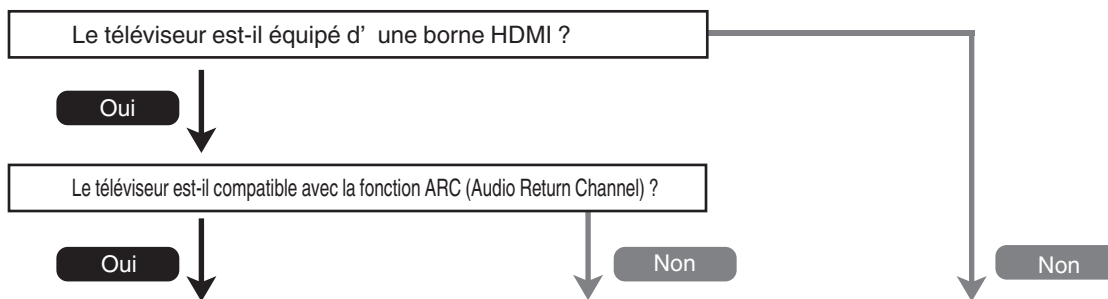 Le téléviseur est-il équipé d’ une borne HDMI ?
Oui
Le téléviseur est-il compatible avec la fonction ARC (Audio Return Channel) ?
Oui
Non
Non